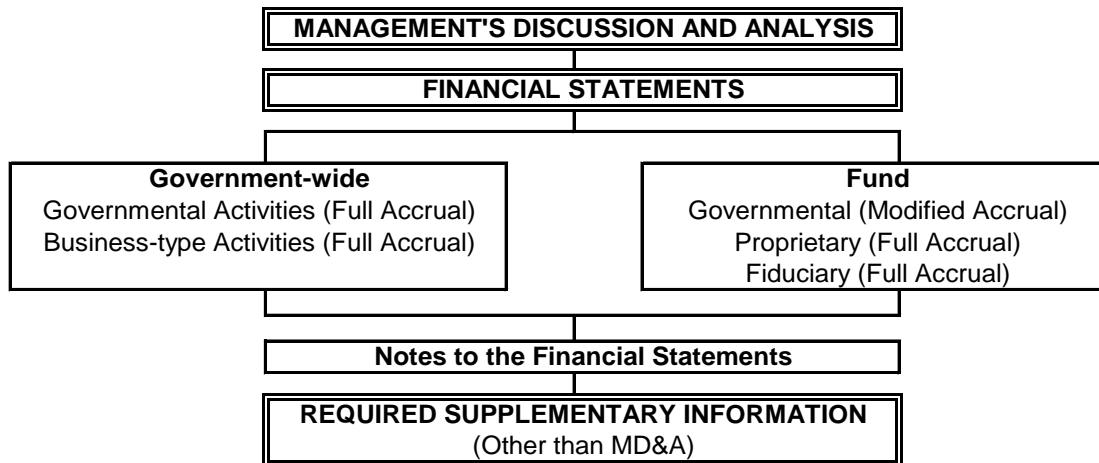 MANAGEMENT'S DISCUSSION AND ANALYSIS
FINANCIAL STATEMENTS
Government-wide
Governmental Activities (Full Accrual)
Business-type Activities (Full Accrual)
Fund
Governmental (Modified Accrual)
Proprietary (Full Accrual)
Fiduciary (Full Accrual)
Notes to the Financial Statements
REQUIRED SUPPLEMENTARY INFORMATION
(Other than MD&A)